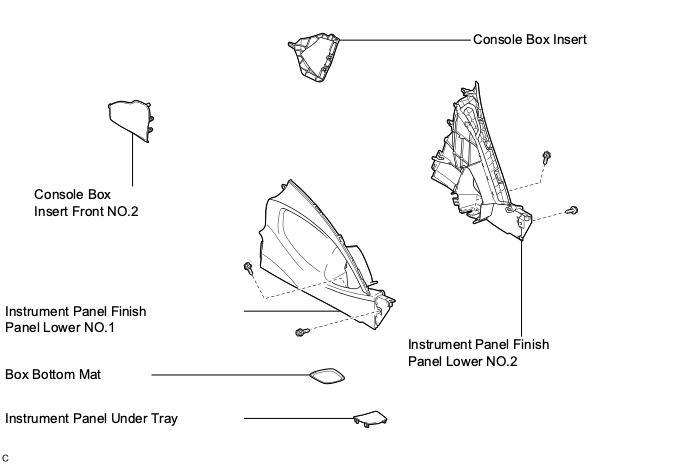 Console Box Insert
Console Box
Insert Front NO.2
Instrument Panel Finish
Panel Lower NO.1
Instrument Panel Finish
Panel Lower NO.2
Box Bottom Mat
Instrument Panel Under Tray
C